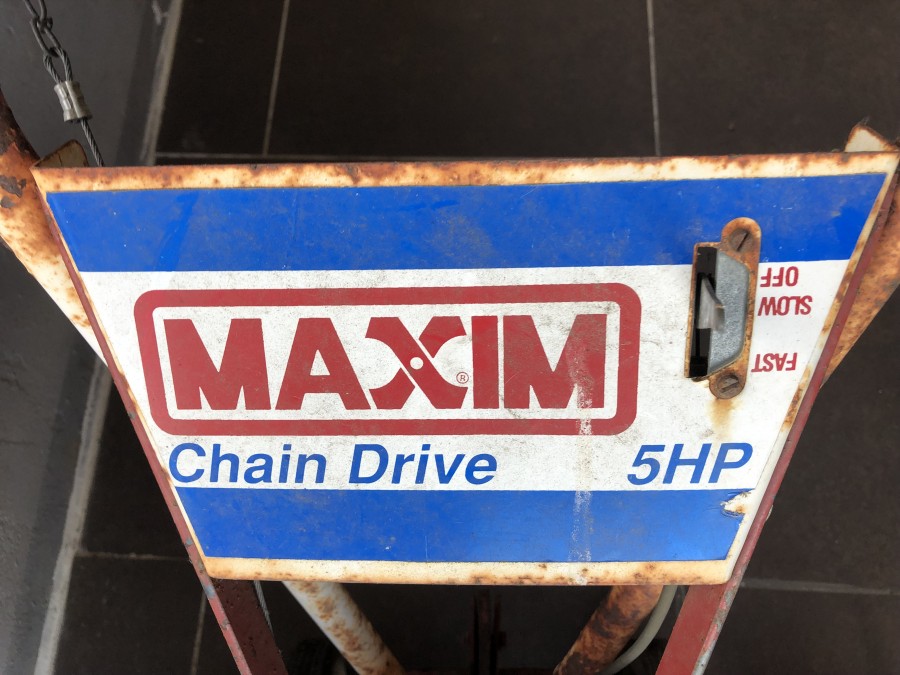 MAXIM®
Chain Drive 5HP
OFF
SLOW
FAST